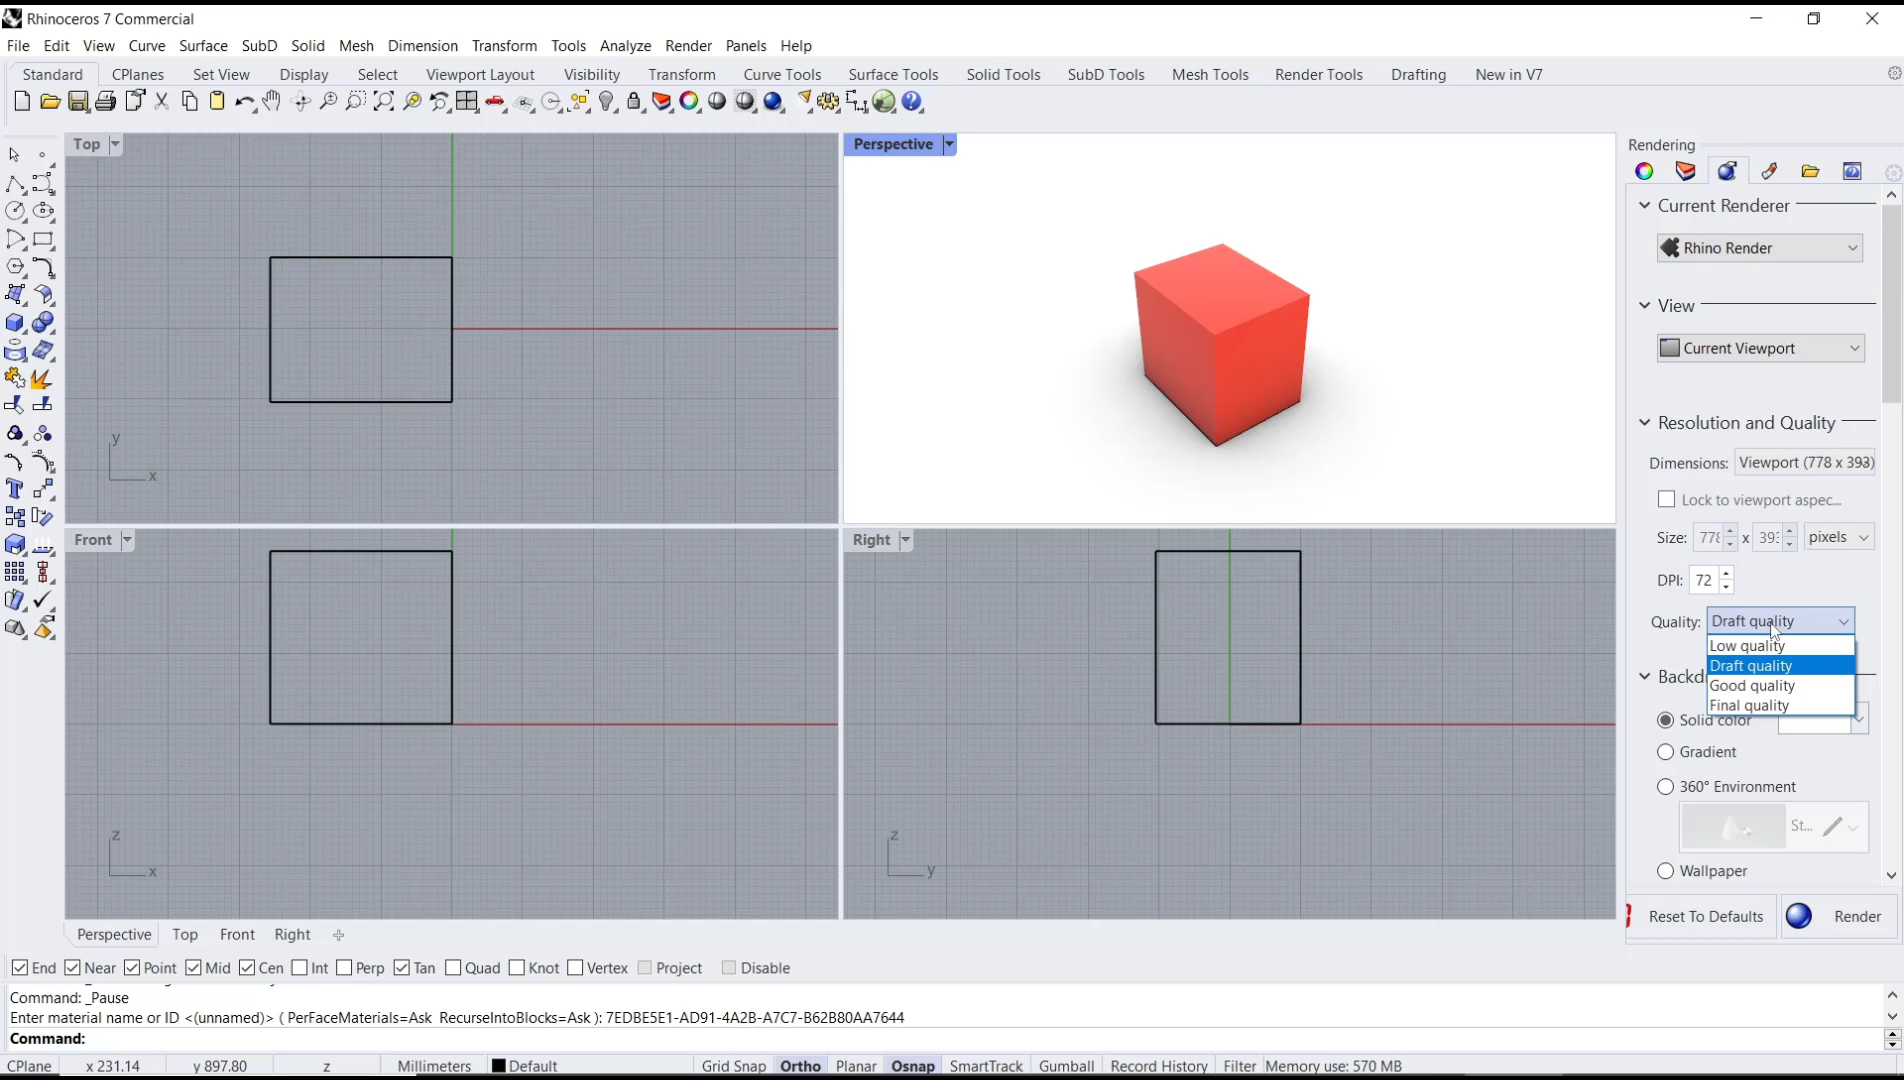 Rhinoceros 7 Commercial
File Edit View Curve Surface SubD Solid Mesh Dimension Transform Tools Analyze Render Panels Help
Standard CPlanes Set View Display Select Viewport Layout Visibility Transform Curve Tools Surface Tools Solid Tools SubD Tools Mesh Tools Render Tools Drafting New in V7
Top
y
x
Perspective
Front
z
x
Right
z
y
Rendering
Current Renderer
Rhino Render
View
Current Viewport
Resolution and Quality
Dimensions: Viewport (778 x 393)
Lock to viewport aspec...
Size: x pixels
DPI: 72
Quality: Draft quality
Low quality
Draft quality
Good quality
Final quality
Solid color
Gradient
360° Environment
St...
Wallpaper
Reset To Defaults Render
Perspective Top Front Right
End Near Point Mid Cen Int Perp Tan Quad Knot Vertex Project Disable
Command: _Pause
Enter material name or ID <(unnamed)> ( PerFaceMaterials=Ask RecurseIntoBlocks=Ask ): 7EDBE5E1-AD91-4A2B-A7C7-B62B80AA7644
Command:
CPlane x 231.14 y 897.80 z Millimeters Default Grid Snap Ortho Planar Osnap SmartTrack Gumball Record History Filter Memory use: 570 MB